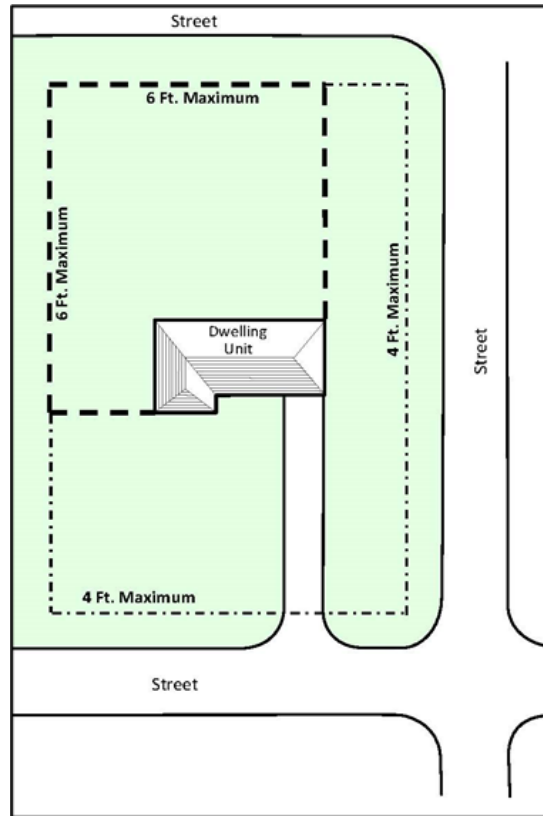 Street
6 Ft. Maximum
6 Ft. Maximum
4 Ft. Maximum
Street
Dwelling
Unit
4 Ft. Maximum
Street